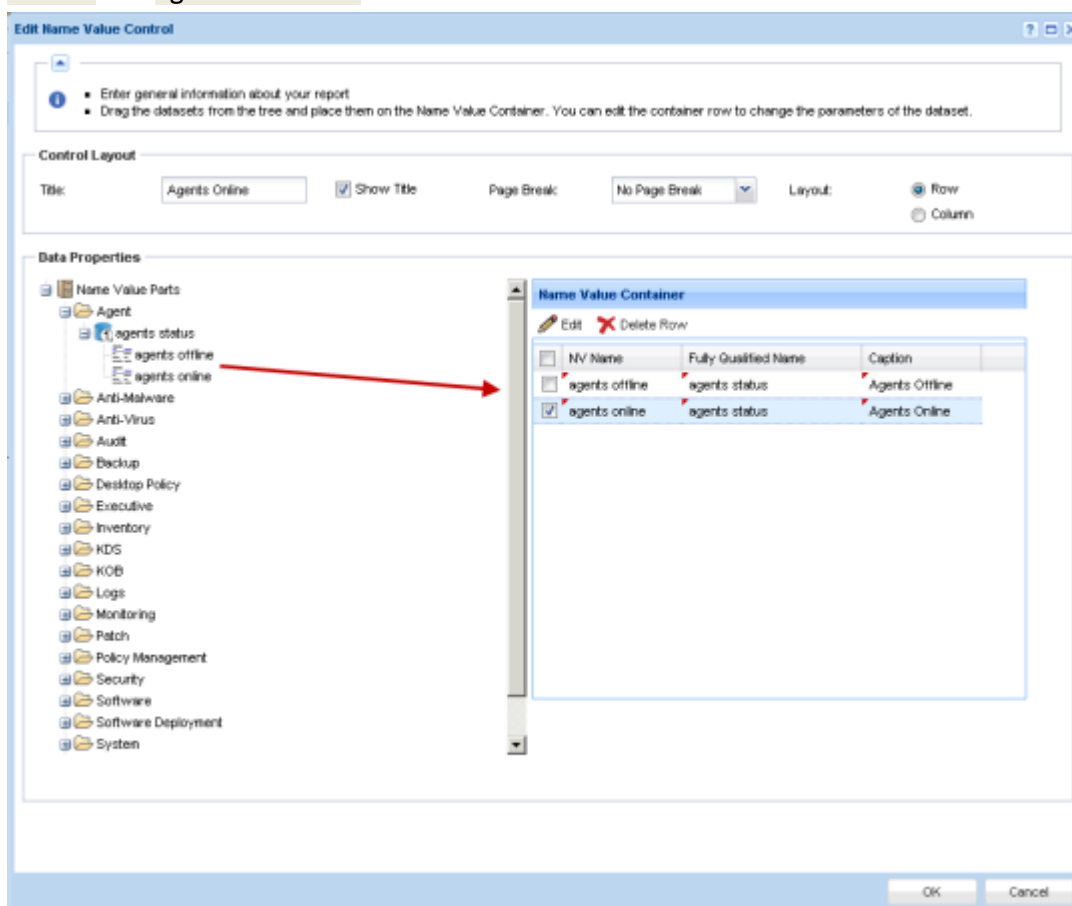 Edit Name Value Control
Enter general information about your report
Drag the datasets from the tree and place them on the Name Value Container. You can edit the container row to change the parameters of the dataset.
Control Layout
Title: Agents Online Show Title Page Break: No Page Break Layout: Row
Column
Data Properties
Name Value Parts
Agent
agents status
agents offline
agents online
Anti-Malware
Anti-Virus
Audit
Backup
Desktop Policy
Executive
Inventory
KDS
KOB
Logs
Monitoring
Patch
Policy Management
Security
Software
Software Deployment
System
Name Value Container
Edit Delete Row
NV Name Fully Qualified Name Caption
agents offline agents status Agents Offline
agents online agents status Agents Online
OK Cancel